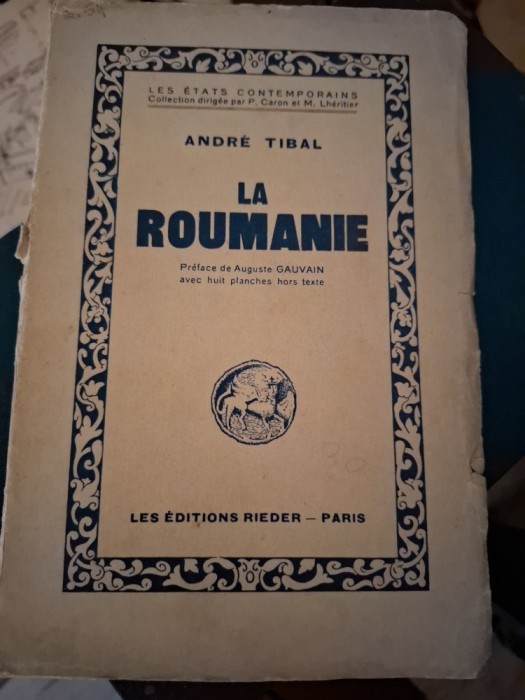 LES ÉTATS CONTEMPORAINS
Collection dirigée par P. Caron et M. Lhéritier
ANDRÉ TIBAL
LA
ROUMANIE
Préface de Auguste GAUVAIN
avec huit planches hors texte
LES ÉDITIONS RIEDER — PARIS